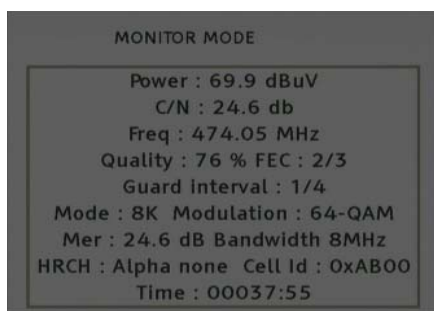 MONITOR MODE
Power : 69.9 dBuV
C/N : 24.6 db
Freq : 474.05 MHz
Quality : 76 % FEC : 2/3
Guard interval : 1/4
Mode : 8K Modulation : 64-QAM
Mer : 24.6 dB Bandwidth 8MHz
HRCH : Alpha none Cell Id : 0xAB00
Time : 00037:55